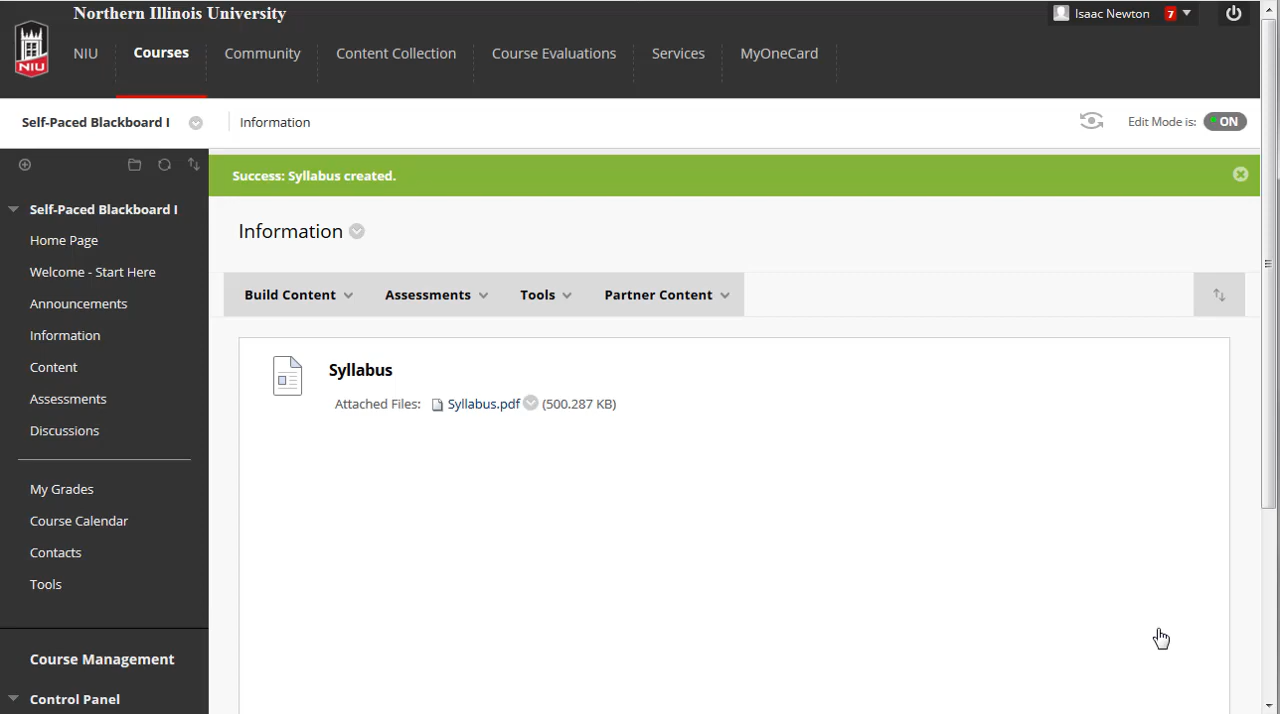 Northern Illinois University
Isaac Newton 7
NIU
NIU Courses Community Content Collection Course Evaluations Services MyOneCard
Self-Paced Blackboard I Information Edit Mode is: ON
Success: Syllabus created.
Self-Paced Blackboard I
Home Page
Welcome - Start Here
Announcements
Information
Content
Assessments
Discussions
My Grades
Course Calendar
Contacts
Tools
Course Management
Control Panel
Information
Build Content Assessments Tools Partner Content
Syllabus
Attached Files: Syllabus.pdf (500.287 KB)